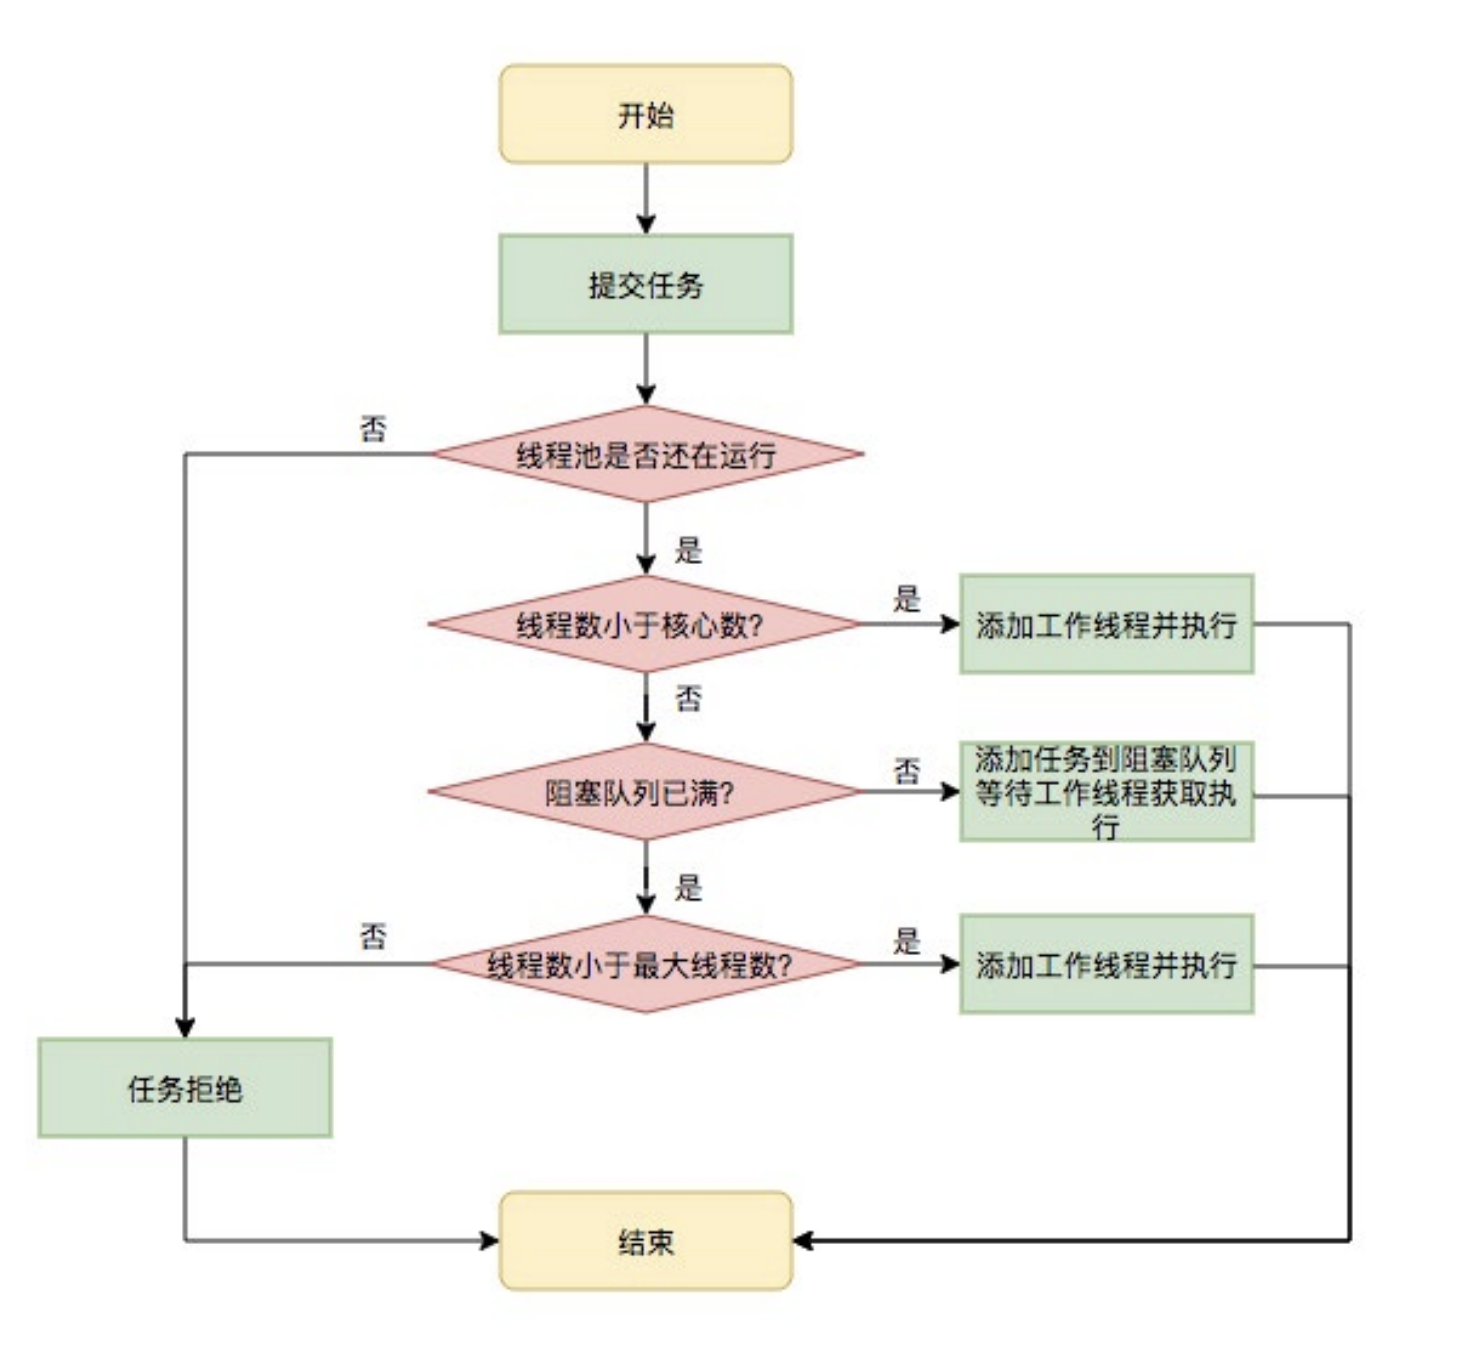 开始
提交任务
否
线程池是否还在运行
是
线程数小于核心数?
是
添加工作线程并执行
否
阻塞队列已满?
否
添加任务到阻塞队列
等待工作线程获取执
行
是
否
线程数小于最大线程数?
是
添加工作线程并执行
任务拒绝
结束